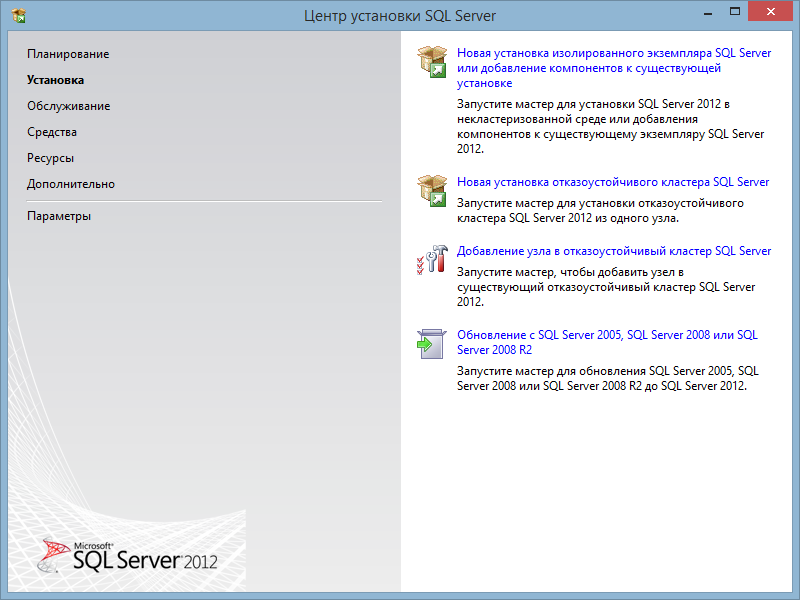 Центр установки SQL Server
Планирование
Установка
Обслуживание
Средства
Ресурсы
Дополнительно
Параметры
Новая установка изолированного экземпляра SQL Server
или добавление компонентов к существующей
установке
Запустите мастер для установки SQL Server 2012 в
некластеризованной среде или добавления
компонентов к существующему экземпляру SQL Server
2012.
Новая установка отказоустойчивого кластера SQL Server
Запустите мастер для установки отказоустойчивого
кластера SQL Server 2012 из одного узла.
Добавление узла в отказоустойчивый кластер SQL Server
Запустите мастер, чтобы добавить узел в
существующий отказоустойчивый кластер SQL Server
2012.
Обновление с SQL Server 2005, SQL Server 2008 или SQL
Server 2008 R2
Запустите мастер для обновления SQL Server 2005, SQL
Server 2008 или SQL Server 2008 R2 до SQL Server 2012.
Microsoft®
SQL Server® 2012